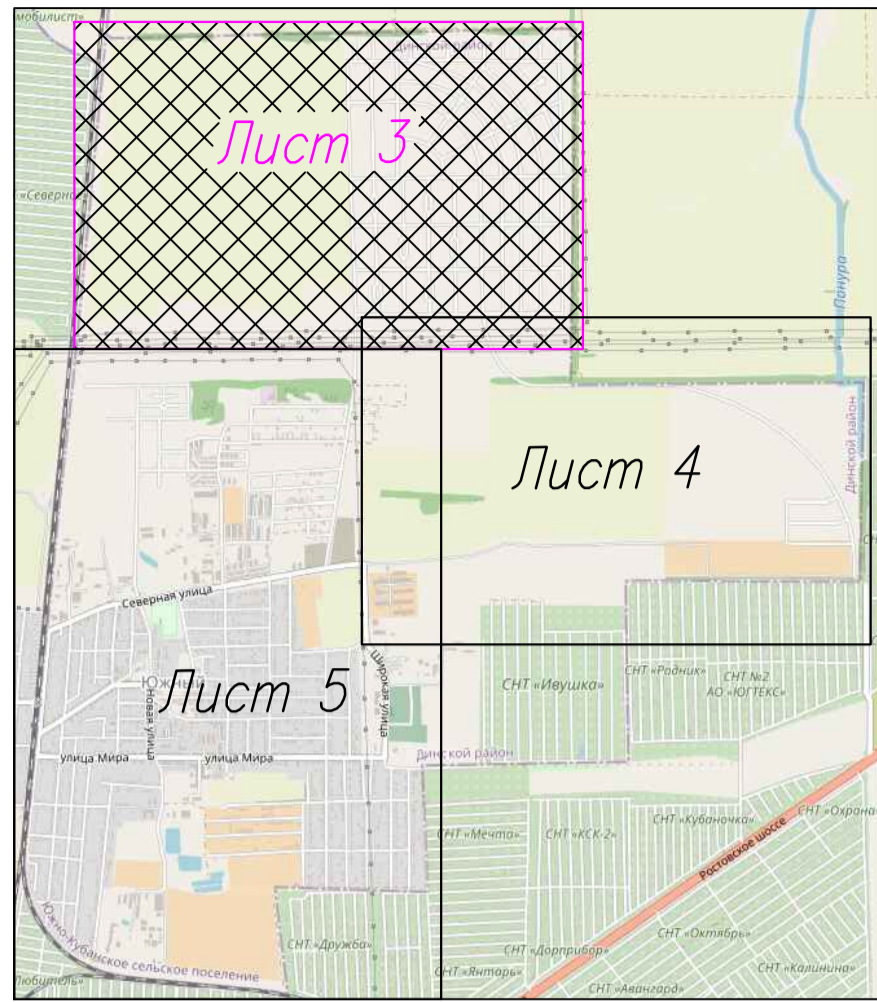 мобилист»
Динской район
Лист 3
«Северно
Понура
Лист 4
Динской район
Северная улица
Южный
Лист 5
Новая улица
Широкая улица
СНТ «Ивушка»
СНТ «Родник»
СНТ №2
АО «ЮГТЕКС»
улица Мира
улица Мира
Динской район
СНТ «Мечта»
СНТ «КСК-2»
СНТ «Кубаночка»
СНТ «Охрана»
Ростовское шоссе
Южно-Кубанское сельское поселение
СНТ «Дружба»
СНТ «Дорприбор»
СНТ «Октябрь»
Любитель»
СНТ «Янтарь»
СНТ «Авангард»
СНТ «Калинина»